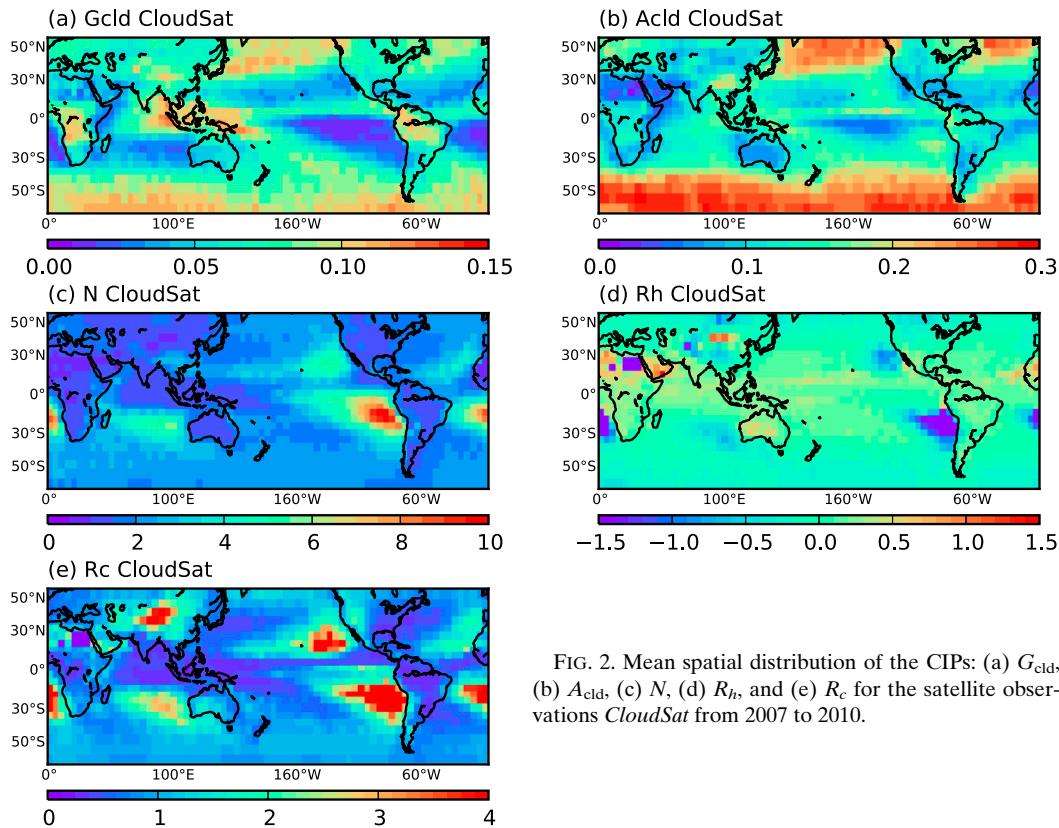 (a) Gcld CloudSat
50°N
30°N
0°
30°S
50°S
0° 100°E 160°W 60°W
0.00 0.05 0.10 0.15
(b) Acld CloudSat
50°N
30°N
0°
30°S
50°S
0° 100°E 160°W 60°W
0.0 0.1 0.2 0.3
(c) N CloudSat
50°N
30°N
0°
30°S
50°S
0° 100°E 160°W 60°W
0 2 4 6 8 10
(d) Rh CloudSat
50°N
30°N
0°
30°S
50°S
0° 100°E 160°W 60°W
−1.5 −1.0 −0.5 0.0 0.5 1.0 1.5
(e) Rc CloudSat
50°N
30°N
0°
30°S
50°S
0° 100°E 160°W 60°W
0 1 2 3 4
FIG. 2. Mean spatial distribution of the CIPs: (a) G_cld,
(b) A_cld, (c) N, (d) R_h, and (e) R_c for the satellite obser-
vations CloudSat from 2007 to 2010.